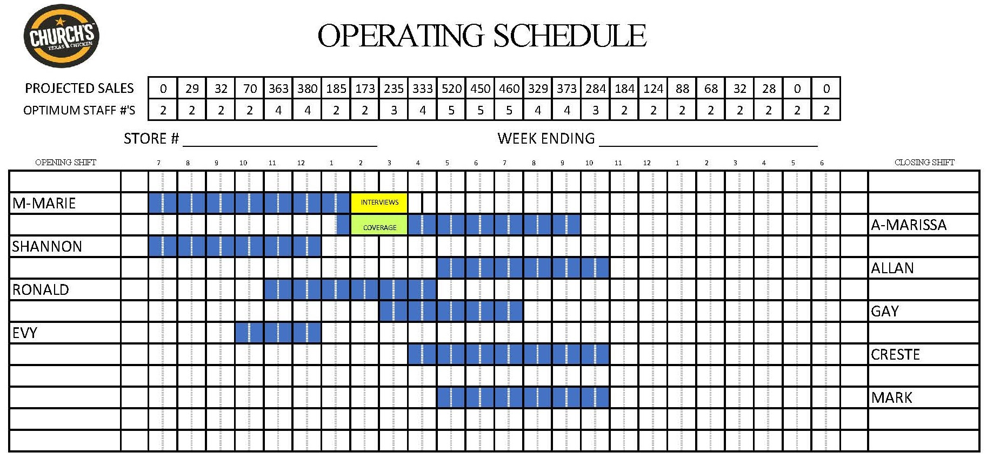 CHURCH'S™
TEXAS CHICKEN
OPERATING SCHEDULE
PROJECTED SALES 0 29 32 70 363 380 185 173 235 333 520 450 460 329 373 284 184 124 88 68 32 28 0 0
OPTIMUM STAFF #'S 2 2 2 2 4 4 2 2 3 4 5 5 5 4 4 3 2 2 2 2 2 2 2 2
STORE # WEEK ENDING
OPENING SHIFT 7 8 9 10 11 12 1 2 3 4 5 6 7 8 9 10 11 12 1 2 3 4 5 6 CLOSING SHIFT
M-MARIE INTERVIEWS
COVERAGE A-MARISSA
SHANNON
ALLAN
RONALD
GAY
EVY
CRESTE
MARK